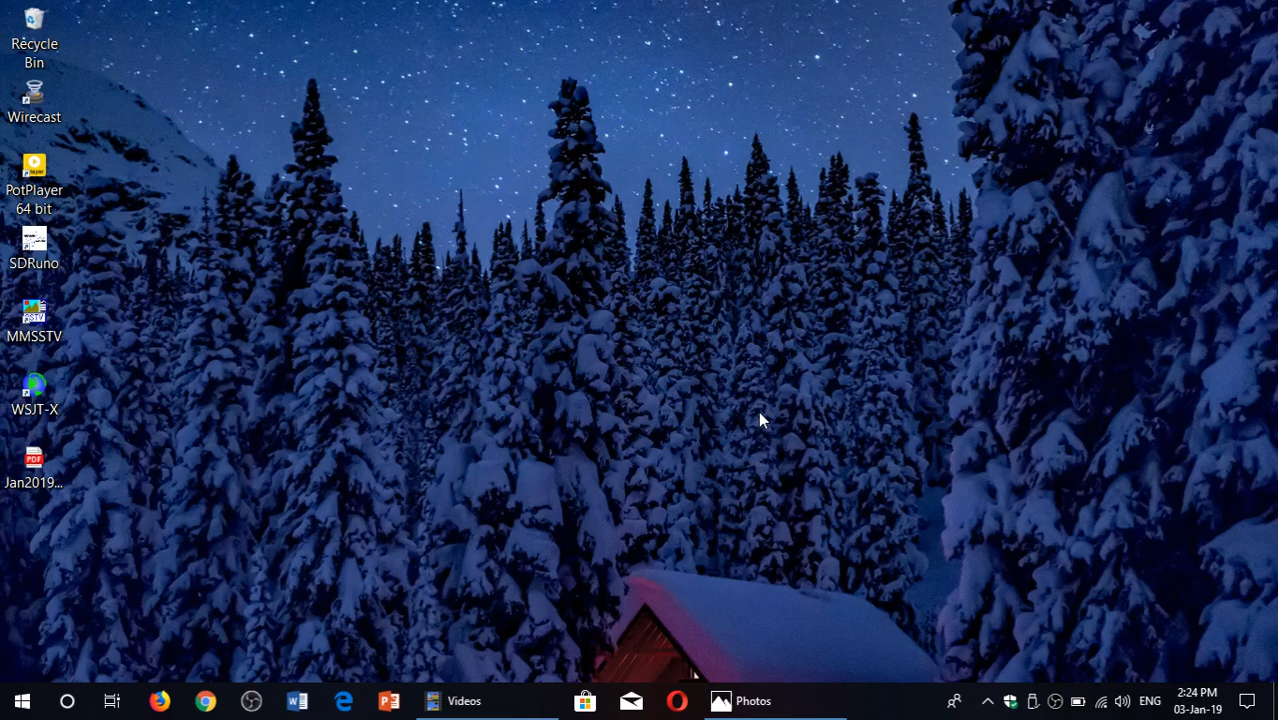 Recycle
Bin
Wirecast
PotPlayer
64 bit
SDRuno
MMSSTV
WSJT-X
PDF
Jan2019...
Videos
Photos
ENG
2:24 PM
03-Jan-19